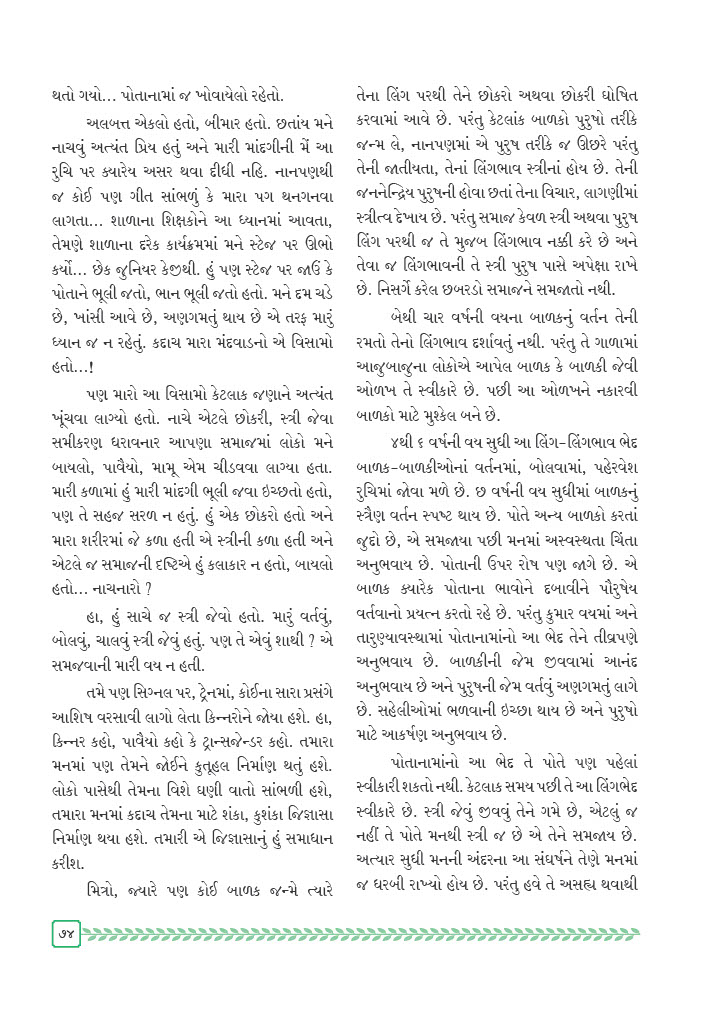 થતો ગયો... પોતાનામાં જ ખોવાયેલો રહેતો.
અલબત્ત એકલો હતો, બીમાર હતો. છતાંય મને
નાચવું અત્યંત પ્રિય હતું અને મારી માંદગીની મેં આ
રુચિ પર ક્યારેય અસર થવા દીધી નહિ. નાનપણથી
જ કોઈ પણ ગીત સાંભળું કે મારા પગ થનગનવા
લાગતા... શાળાના શિક્ષકોને આ ધ્યાનમાં આવતા,
તેમણે શાળાના દરેક કાર્યક્રમમાં મને સ્ટેજ પર ઊભો
કર્યો... છેક જુનિયર કેજીથી. હું પણ સ્ટેજ પર જાઉં કે
પોતાને ભૂલી જતો, ભાન ભૂલી જતો હતો. મને દમ ચડે
છે, ખાંસી આવે છે, અણગમતું થાય છે એ તરફ મારું
ધ્યાન જ ન રહેતું. કદાચ મારા મંદવાડનો એ વિસામો
હતો...!
પણ મારો આ વિસામો કેટલાક જણાને અત્યંત
ખૂંચવા લાગ્યો હતો. નાચે એટલે છોકરી, સ્ત્રી જેવા
સમીકરણ ધરાવનાર આપણા સમાજમાં લોકો મને
બાયલો, પાવૈયો, મામૂ એમ ચીડવવા લાગ્યા હતા.
મારી કળામાં હું મારી માંદગી ભૂલી જવા ઇચ્છતો હતો,
પણ તે સહજ સરળ ન હતું. હું એક છોકરો હતો અને
મારા શરીરમાં જે કળા હતી એ સ્ત્રીની કળા હતી અને
એટલે જ સમાજની દષ્ટિએ હું કલાકાર ન હતો, બાયલો
હતો... નાચનારો ?
હા, હું સાચે જ સ્ત્રી જેવો હતો. મારું વર્તવું,
બોલવું, ચાલવું સ્ત્રી જેવું હતું. પણ તે એવું શાથી ? એ
સમજવાની મારી વય ન હતી.
તમે પણ સિગ્નલ પર, ટ્રેનમાં, કોઈના સારા પ્રસંગે
આશિષ વરસાવી લાગો લેતા કિન્નરોને જોયા હશે. હા,
કિન્નર કહો, પાવૈયો કહો કે ટ્રાન્સજેન્ડર કહો. તમારા
મનમાં પણ તેમને જોઈને કુતૂહલ નિર્માણ થતું હશે.
લોકો પાસેથી તેમના વિશે ઘણી વાતો સાંભળી હશે,
તમારા મનમાં કદાચ તેમના માટે શંકા, કુશંકા જિજ્ઞાસા
નિર્માણ થયા હશે. તમારી એ જિજ્ઞાસાનું હું સમાધાન
કરીશ.
મિત્રો, જ્યારે પણ કોઈ બાળક જન્મે ત્યારે
તેના લિંગ પરથી તેને છોકરો અથવા છોકરી ઘોષિત
કરવામાં આવે છે. પરંતુ કેટલાંક બાળકો પુરુષો તરીકે
જન્મ લે, નાનપણમાં એ પુરુષ તરીકે જ ઊછરે પરંતુ
તેની જાતીયતા, તેનાં લિંગભાવ સ્ત્રીનાં હોય છે. તેની
જનનેન્દ્રિય પુરુષની હોવા છતાં તેના વિચાર, લાગણીમાં
સ્ત્રીત્વ દેખાય છે. પરંતુ સમાજ કેવળ સ્ત્રી અથવા પુરુષ
લિંગ પરથી જ તે મુજબ લિંગભાવ નક્કી કરે છે અને
તેવા જ લિંગભાવની તે સ્ત્રી પુરુષ પાસે અપેક્ષા રાખે
છે. નિસર્ગે કરેલ છબરડો સમાજને સમજાતો નથી.
બેથી ચાર વર્ષની વયના બાળકનું વર્તન તેની
રમતો તેનો લિંગભાવ દર્શાવતું નથી. પરંતુ તે ગાળામાં
આજુબાજુના લોકોએ આપેલ બાળક કે બાળકી જેવી
ઓળખ તે સ્વીકારે છે. પછી આ ઓળખને નકારવી
બાળકો માટે મુશ્કેલ બને છે.
૪થી ૬ વર્ષની વય સુધી આ લિંગ-લિંગભાવ ભેદ
બાળક-બાળકીઓનાં વર્તનમાં, બોલવામાં, પહેરવેશ
રુચિમાં જોવા મળે છે. છ વર્ષની વય સુધીમાં બાળકનું
સ્ત્રૈણ વર્તન સ્પષ્ટ થાય છે. પોતે અન્ય બાળકો કરતાં
જુદો છે, એ સમજાયા પછી મનમાં અસ્વસ્થતા ચિંતા
અનુભવાય છે. પોતાની ઉપર રોષ પણ જાગે છે. એ
બાળક ક્યારેક પોતાના ભાવોને દબાવીને પૌરુષેય
વર્તવાનો પ્રયત્ન કરતો રહે છે. પરંતુ કુમાર વયમાં અને
તારુણ્યાવસ્થામાં પોતાનામાંનો આ ભેદ તેને તીવ્રપણે
અનુભવાય છે. બાળકીની જેમ જીવવામાં આનંદ
અનુભવાય છે અને પુરુષની જેમ વર્તવું અણગમતું લાગે
છે. સહેલીઓમાં ભળવાની ઇચ્છા થાય છે અને પુરુષો
માટે આકર્ષણ અનુભવાય છે.
પોતાનામાંનો આ ભેદ તે પોતે પણ પહેલાં
સ્વીકારી શકતો નથી. કેટલાક સમય પછી તે આ લિંગભેદ
સ્વીકારે છે. સ્ત્રી જેવું જીવવું તેને ગમે છે, એટલું જ
નહીં તે પોતે મનથી સ્ત્રી જ છે એ તેને સમજાય છે.
અત્યાર સુધી મનની અંદરના આ સંઘર્ષને તેણે મનમાં
જ ધરબી રાખ્યો હોય છે. પરંતુ હવે તે અસહ્ય થવાથી
૭૪